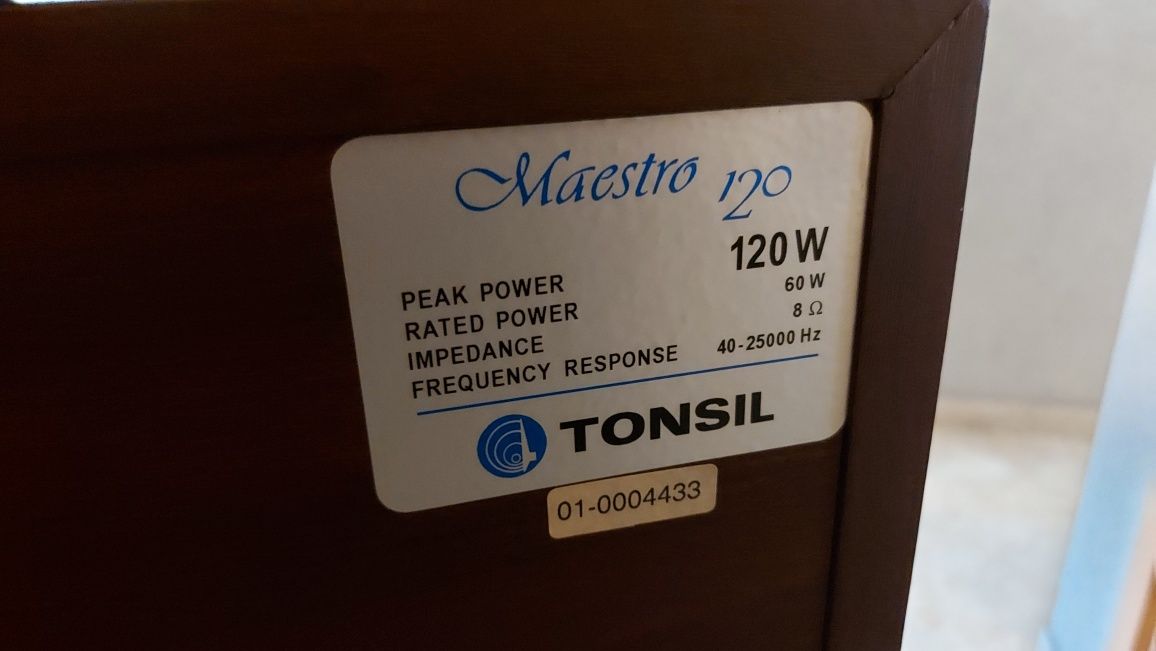 Maestro 120
PEAK POWER 120 W
RATED POWER 60 W
IMPEDANCE 8 Ω
FREQUENCY RESPONSE 40-25000 Hz
TONSIL
01-0004433